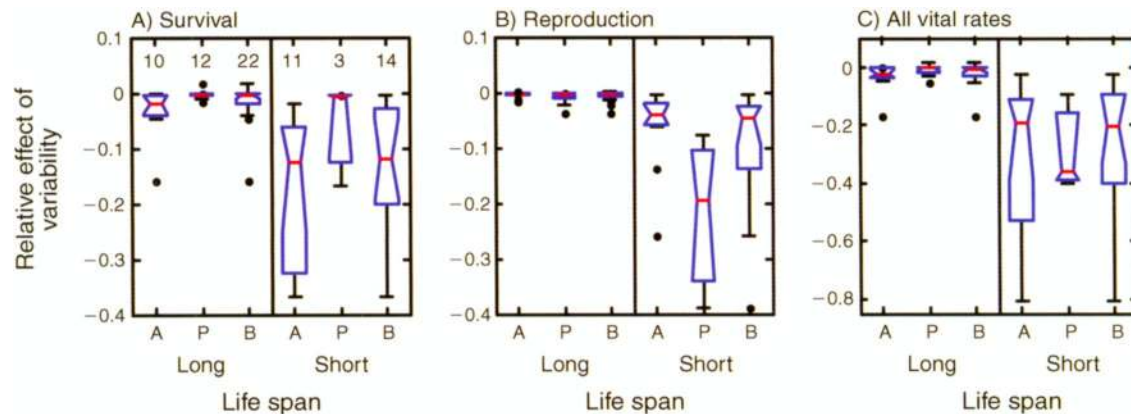 A) Survival
B) Reproduction
C) All vital rates
Relative effect of
variability
0.1
0
−0.1
−0.2
−0.3
−0.4
10 12 22 11 3 14
A P B A P B
Long Short
Life span
0.1
0
−0.1
−0.2
−0.3
−0.4
A P B A P B
Long Short
Life span
0
−0.2
−0.4
−0.6
−0.8
A P B A P B
Long Short
Life span